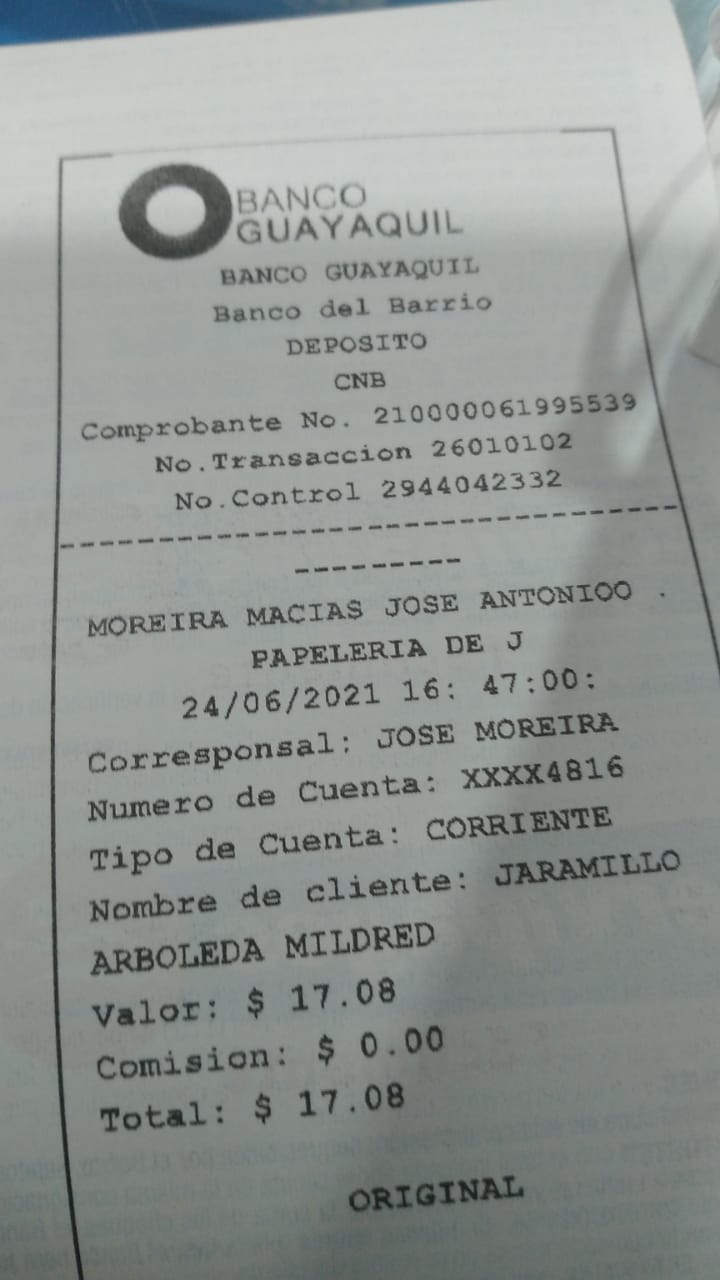 BANCO
GUAYAQUIL
BANCO GUAYAQUIL
Banco del Barrio
DEPOSITO
CNB
Comprobante No. 210000061995539
No.Transaccion 26010102
No.Control 2944042332
--------------------------------
---------
MOREIRA MACIAS JOSE ANTONIOO .
PAPELERIA DE J
24/06/2021 16: 47:00:
Corresponsal: JOSE MOREIRA
Numero de Cuenta: XXXX4816
Tipo de Cuenta: CORRIENTE
Nombre de cliente: JARAMILLO
ARBOLEDA MILDRED
Valor: $ 17.08
Comision: $ 0.00
Total: $ 17.08
ORIGINAL